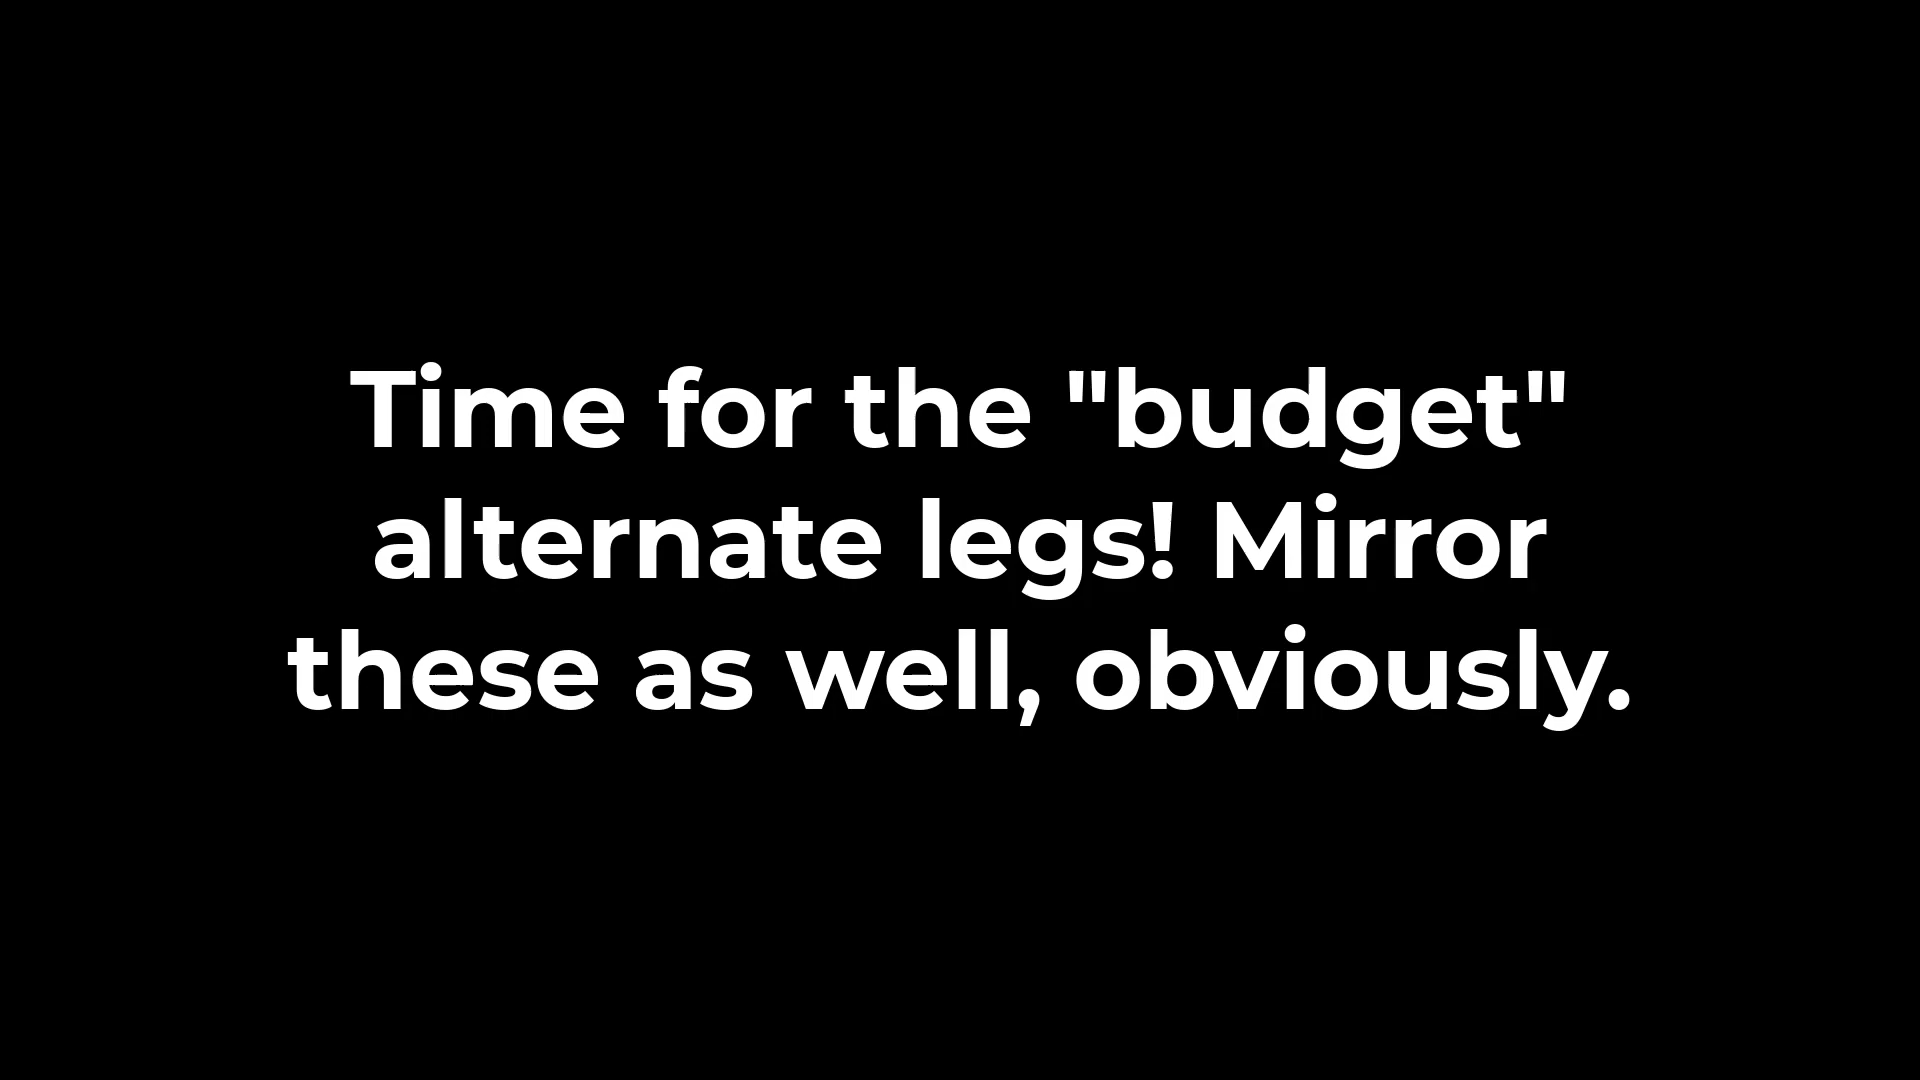 Time for the "budget"
alternate legs! Mirror
these as well, obviously.